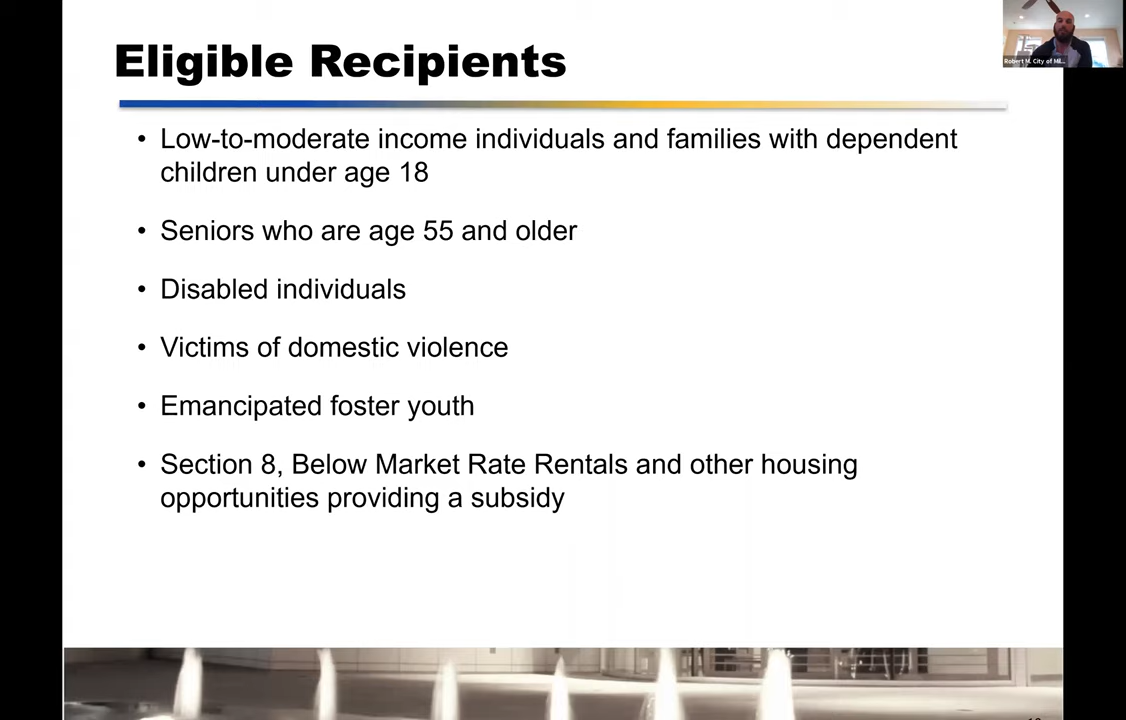 Eligible Recipients
Robert M. City of Mil...
• Low-to-moderate income individuals and families with dependent
children under age 18
• Seniors who are age 55 and older
• Disabled individuals
• Victims of domestic violence
• Emancipated foster youth
• Section 8, Below Market Rate Rentals and other housing
opportunities providing a subsidy